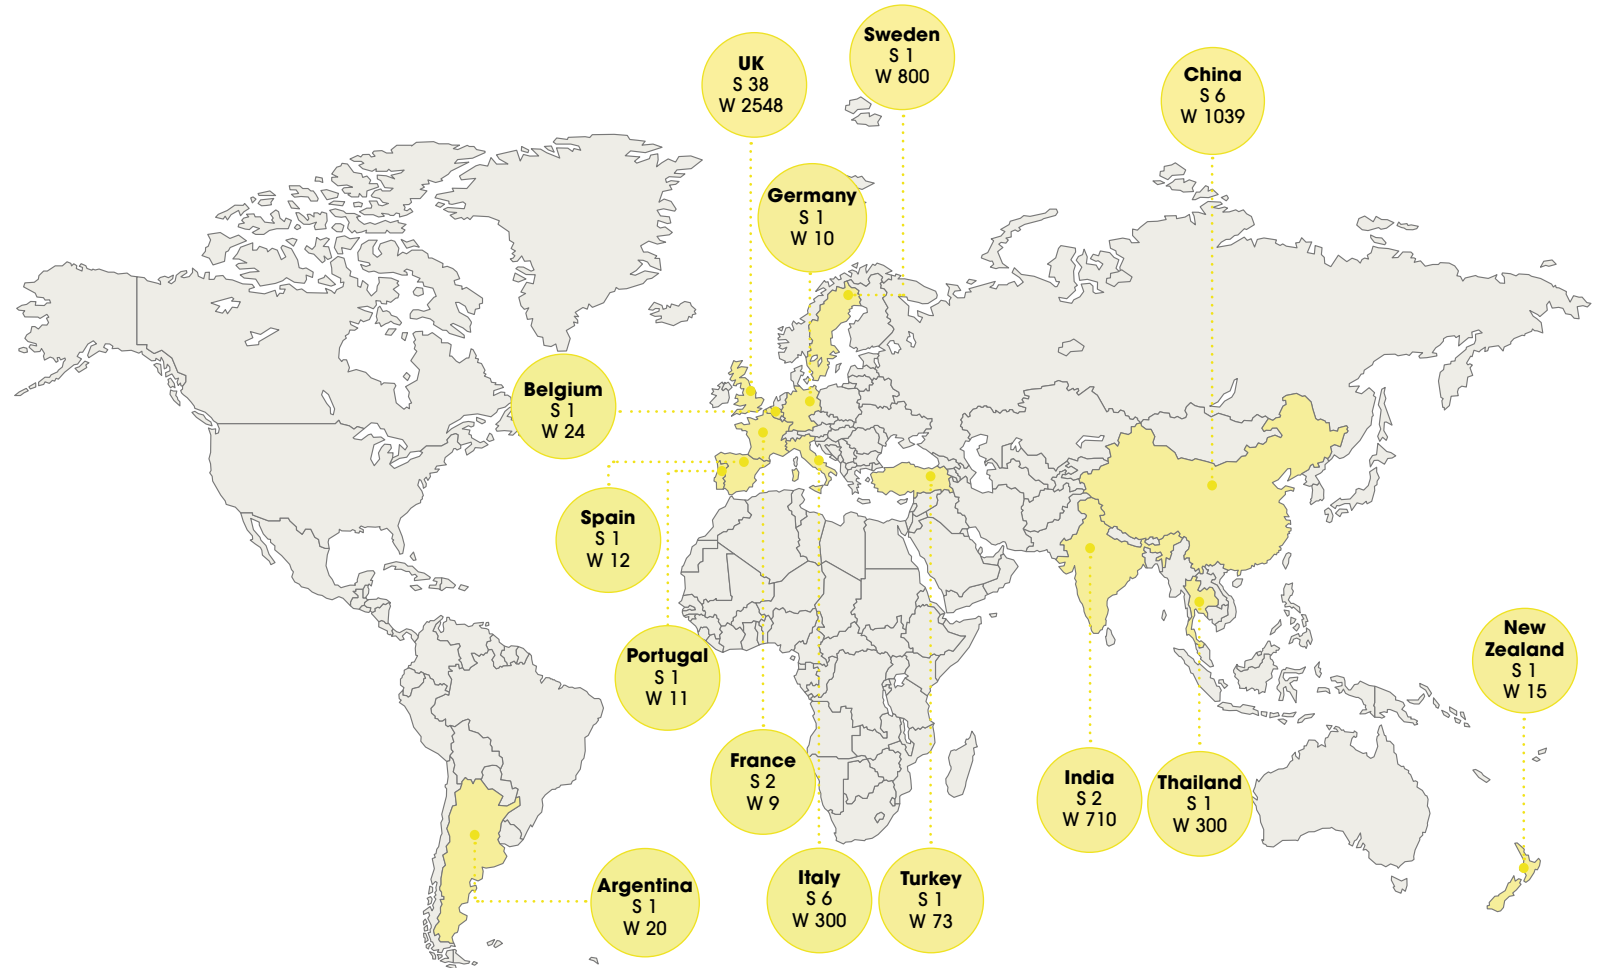 Sweden
S 1
W 800
UK
S 38
W 2548
China
S 6
W 1039
Germany
S 1
W 10
Belgium
S 1
W 24
Spain
S 1
W 12
Portugal
S 1
W 11
New
Zealand
S 1
W 15
France
S 2
W 9
India
S 2
W 710
Thailand
S 1
W 300
Argentina
S 1
W 20
Italy
S 6
W 300
Turkey
S 1
W 73